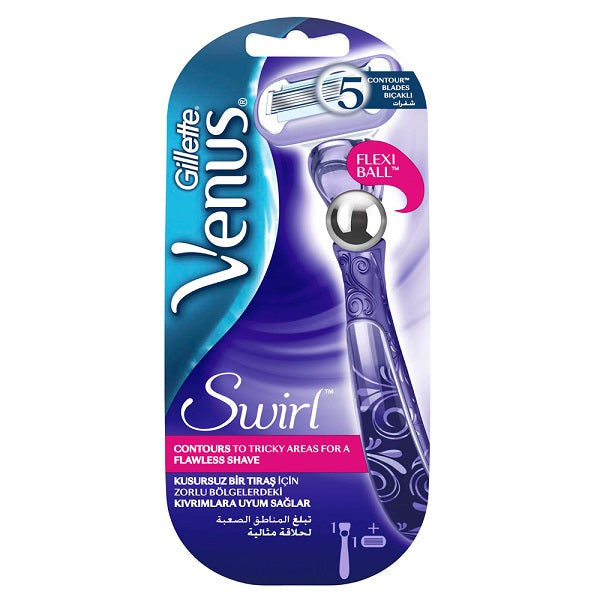 Gillette®
Venus®
5
CONTOUR™
BLADES
BIÇAKLI
شفرات
FLEXI
BALL™
Swirl™
CONTOURS TO TRICKY AREAS FOR A
FLAWLESS SHAVE
KUSURSUZ BİR TIRAŞ İÇİN
ZORLU BÖLGELERDEKİ
KIVRIMLARA UYUM SAĞLAR
تبلغ المناطق الصعبة
لحلاقة مثالية
1 + 1